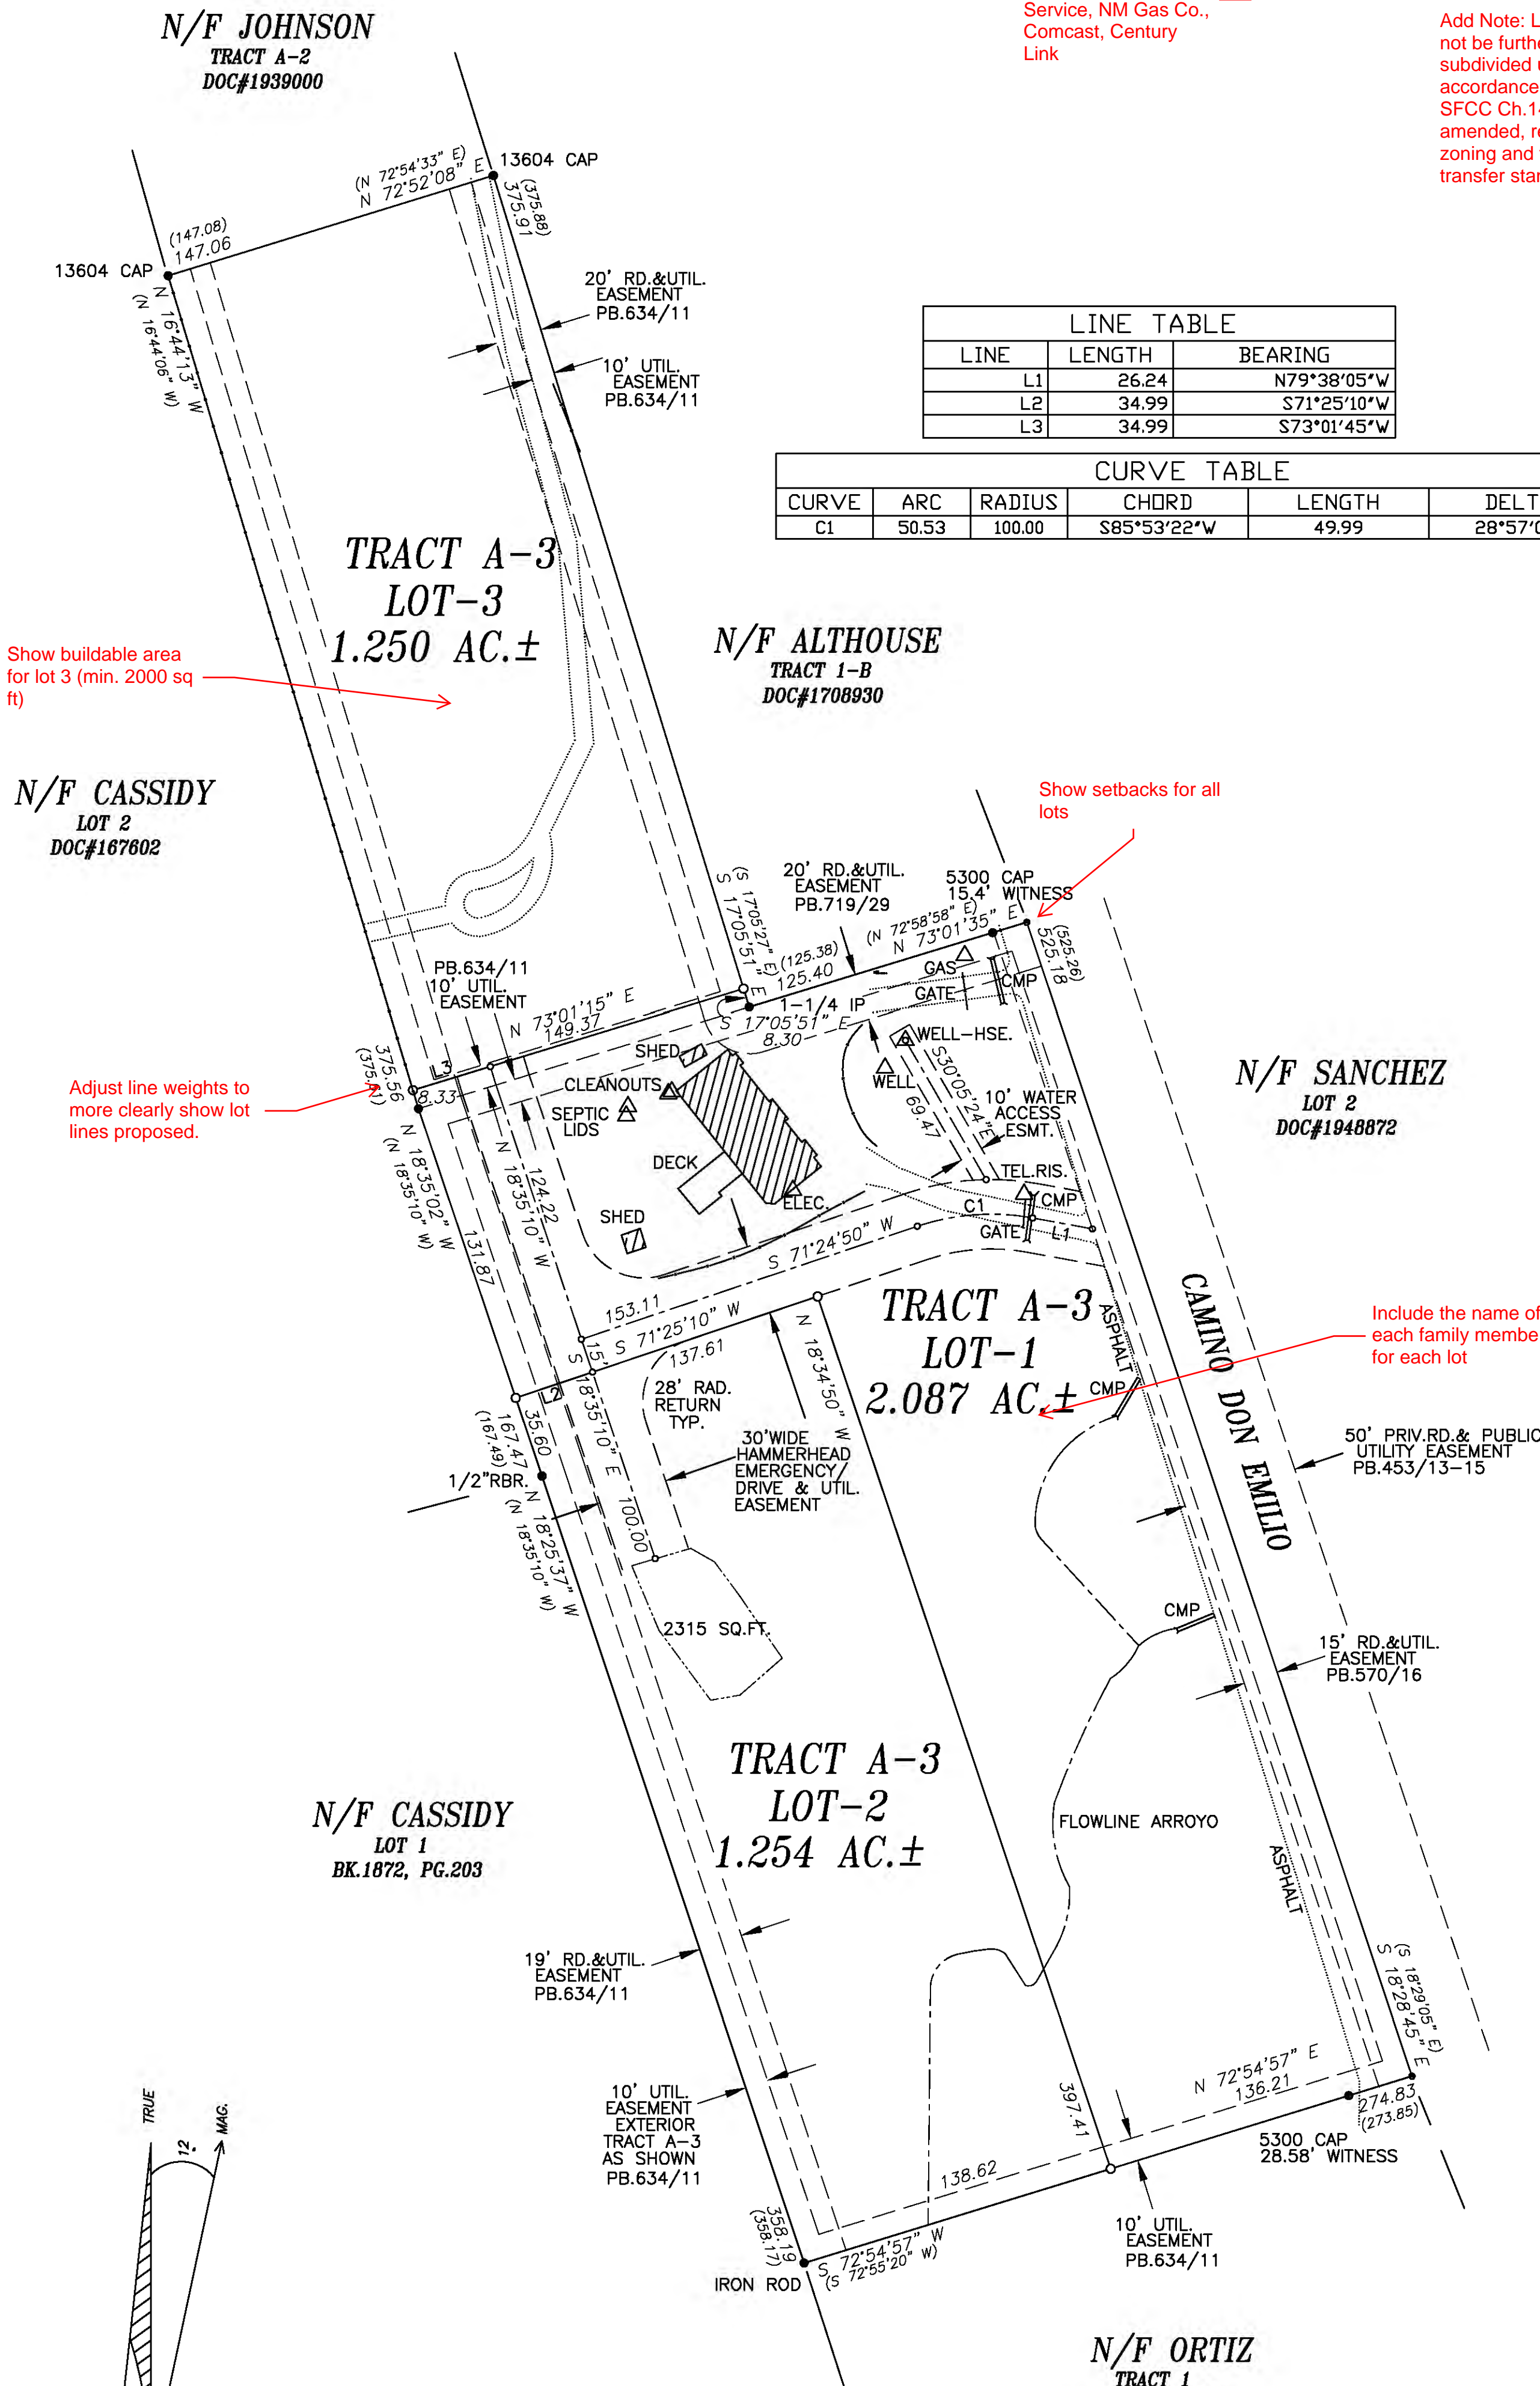 N/F JOHNSON
TRACT A-2
DOC#1939000
Service, NM Gas Co.,
Comcast, Century
Link
Add Note: L
not be furthe
subdivided u
accordance
SFCC Ch.14
amended, re
zoning and
transfer star
13604 CAP
(N 72°54'33" E)
N 72°52'08" E
(147.08)
147.06
13604 CAP
(375.88)
375.91
N 16°44'13" W
(N 16°44'06" W)
20' RD.&UTIL.
EASEMENT
PB.634/11
10' UTIL.
EASEMENT
PB.634/11
LINE TABLE
LINE LENGTH BEARING
L1 26.24 N79°38'05"W
L2 34.99 S71°25'10"W
L3 34.99 S73°01'45"W
CURVE TABLE
CURVE ARC RADIUS CHORD LENGTH DELT
C1 50.53 100.00 S85°53'22"W 49.99 28°57'0
TRACT A-3
LOT-3
1.250 AC.±
Show buildable area
for lot 3 (min. 2000 sq
ft)
N/F ALTHOUSE
TRACT 1-B
DOC#1708930
N/F CASSIDY
LOT 2
DOC#167602
Show setbacks for all
lots
20' RD.&UTIL.
EASEMENT
PB.719/29
5300 CAP
15.4' WITNESS
(S 17°05'27" E)
S 17°05'51" E
(N 72°58'58" E)
N 73°01'35" E
(125.38)
125.40
(525.26)
525.18
PB.634/11
10' UTIL.
EASEMENT
N 73°01'15" E
149.37
GAS
GATE
CMP
1-1/4 IP
S 17°05'51" E
8.30
WELL-HSE.
WELL
SHED
CLEANOUTS
SEPTIC
LIDS
DECK
ELEC.
SHED
S30°05'24"E
69.47
10' WATER
ACCESS
ESMT.
TEL.RIS.
CMP
C1
GATE
L1
N/F SANCHEZ
LOT 2
DOC#1948872
Adjust line weights to
more clearly show lot
lines proposed.
375.56
L3
8.33
N 18°35'02" W
(N 18°35'10" W)
131.87
124.22
N 18°35'10" W
S 71°24'50" W
153.11
S 71°25'10" W
137.61
15'
S 18°35'10" E
100.00
L2
35.60
167.47
(167.49)
1/2"RBR.
N 18°25'37" W
(N 18°35'10" W)
28' RAD.
RETURN
TYP.
30'WIDE
HAMMERHEAD
EMERGENCY/
DRIVE & UTIL.
EASEMENT
N 18°34'50" W
TRACT A-3
LOT-1
2.087 AC.±
ASPHALT
CMP
CAMINO DON EMILIO
Include the name of
each family membe
for each lot
50' PRIV.RD.& PUBLIC
UTILITY EASEMENT
PB.453/13-15
2315 SQ.FT.
CMP
15' RD.&UTIL.
EASEMENT
PB.570/16
TRACT A-3
LOT-2
1.254 AC.±
FLOWLINE ARROYO
N/F CASSIDY
LOT 1
BK.1872, PG.203
ASPHALT
19' RD.&UTIL.
EASEMENT
PB.634/11
(S 18°29'05" E)
S 18°28'45" E
10' UTIL.
EASEMENT
EXTERIOR
TRACT A-3
AS SHOWN
PB.634/11
N 72°54'57" E
136.21
274.83
(273.85)
397.41
5300 CAP
28.58' WITNESS
138.62
10' UTIL.
EASEMENT
PB.634/11
358.19
(358.17)
S 72°54'57" W
(S 72°55'20" W)
IRON ROD
TRUE
12°
MAG.
N/F ORTIZ
TRACT 1